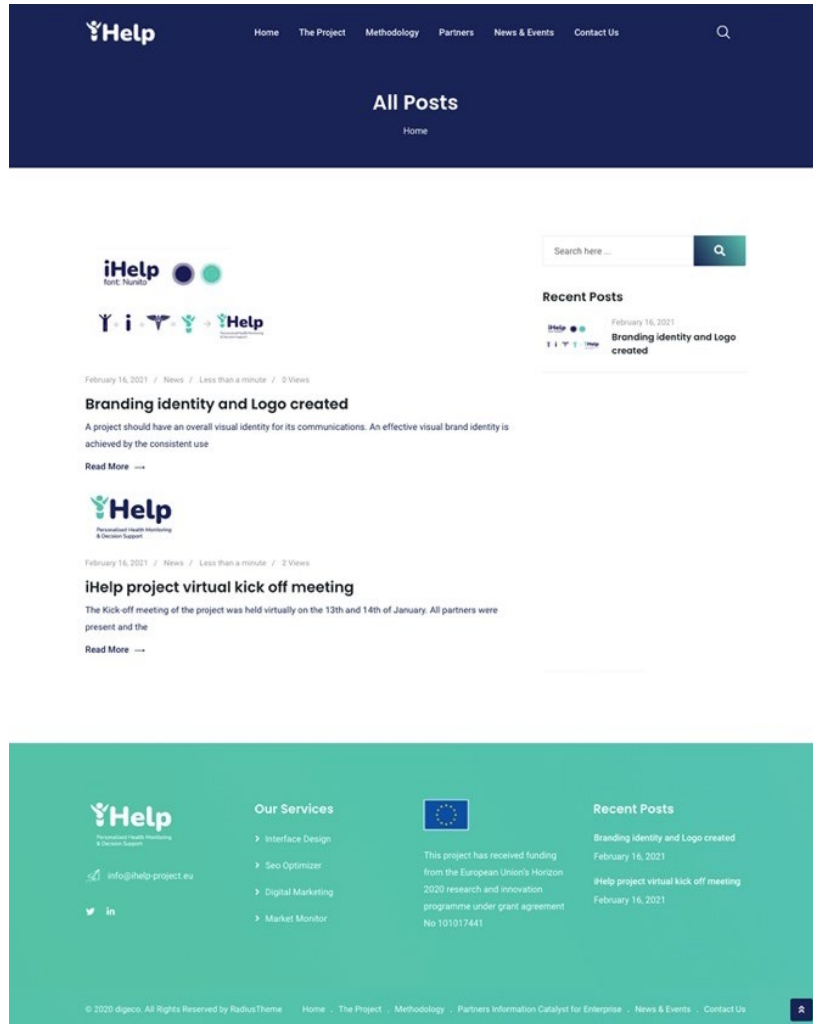 iHelp
Home The Project Methodology Partners News & Events Contact Us
All Posts
Home
iHelp
font: Nunito
i
iHelp
Personalised Health Monitoring
& Decision Support
February 16, 2021 / News / Less than a minute / 0 Views
Branding identity and Logo created
A project should have an overall visual identity for its communications. An effective visual brand identity is
achieved by the consistent use
Read More →
iHelp
Personalised Health Monitoring
& Decision Support
February 16, 2021 / News / Less than a minute / 2 Views
iHelp project virtual kick off meeting
The Kick-off meeting of the project was held virtually on the 13th and 14th of January. All partners were
present and the
Read More →
Search here ...
Recent Posts
February 16, 2021
Branding identity and Logo
created
iHelp
Personalised Health Monitoring
& Decision Support
info@ihelp-project.eu
in
Our Services
Interface Design
Seo Optimizer
Digital Marketing
Market Monitor
This project has received funding
from the European Union's Horizon
2020 research and innovation
programme under grant agreement
No 101017441
Recent Posts
Branding identity and Logo created
February 16, 2021
iHelp project virtual kick off meeting
February 16, 2021
© 2020 digeco. All Rights Reserved by RadiusTheme Home . The Project . Methodology . Partners Information Catalyst for Enterprise . News & Events . Contact Us